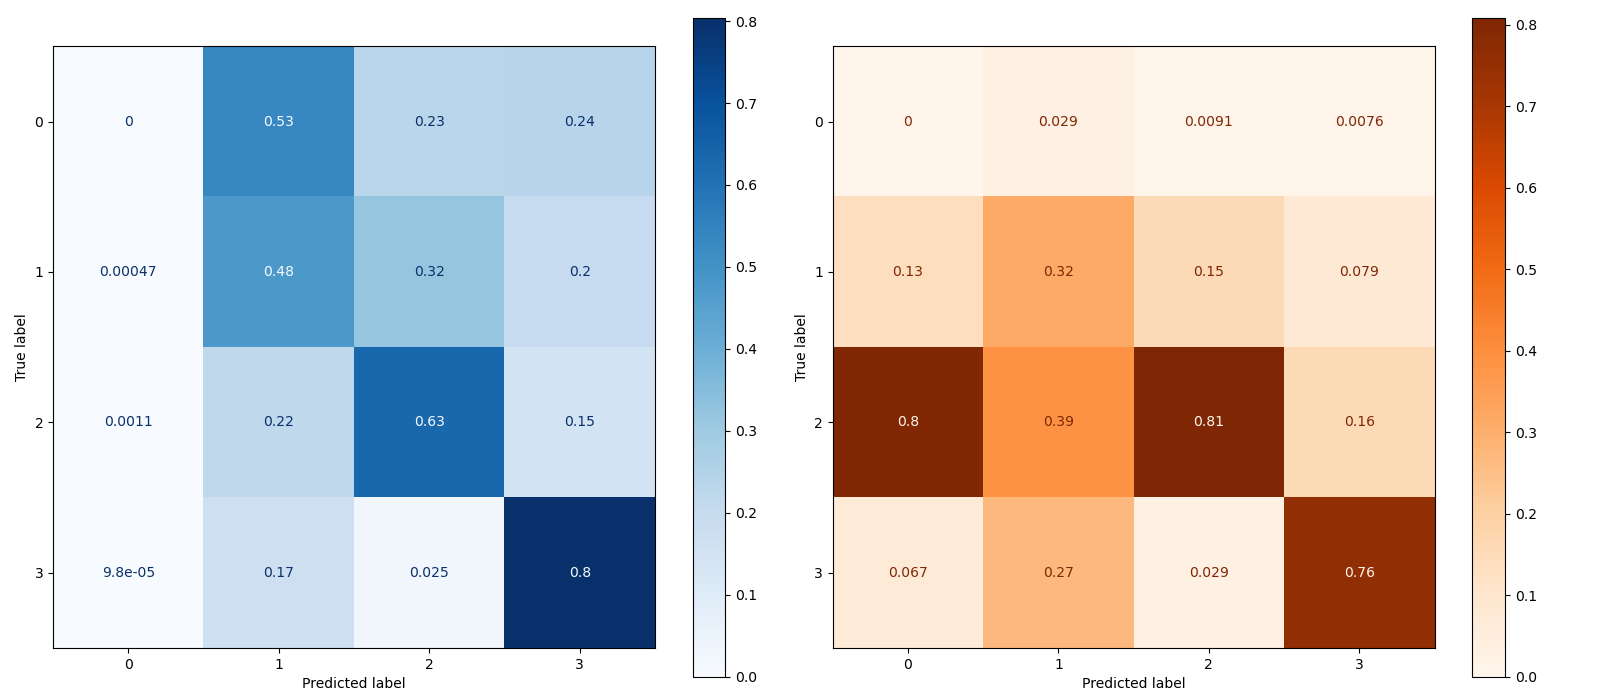 0 0.53 0.23 0.24
1 0.00047 0.48 0.32 0.2
2 0.0011 0.22 0.63 0.15
3 9.8e-05 0.17 0.025 0.8
0 1 2 3
Predicted label
True label
0.8
0.7
0.6
0.5
0.4
0.3
0.2
0.1
0.0
0 0 0.029 0.0091 0.0076
1 0.13 0.32 0.15 0.079
2 0.8 0.39 0.81 0.16
3 0.067 0.27 0.029 0.76
0 1 2 3
Predicted label
True label
0.8
0.7
0.6
0.5
0.4
0.3
0.2
0.1
0.0